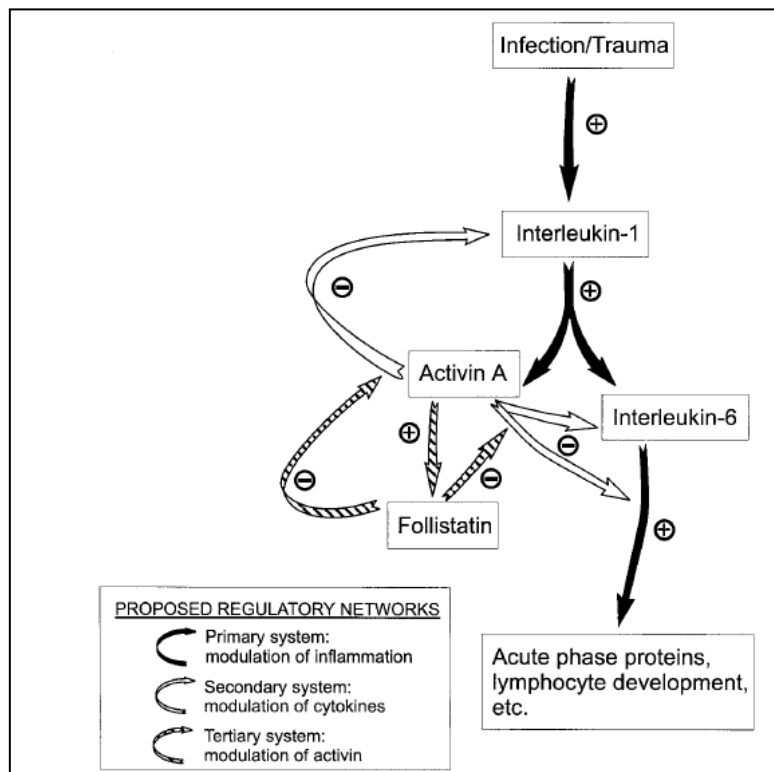 Infection/Trauma
⊕
Interleukin-1
⊖
⊕
Activin A
Interleukin-6
⊕
⊖
⊖
⊖
Follistatin
⊕
PROPOSED REGULATORY NETWORKS
Primary system:
modulation of inflammation
Secondary system:
modulation of cytokines
Tertiary system:
modulation of activin
Acute phase proteins,
lymphocyte development,
etc.